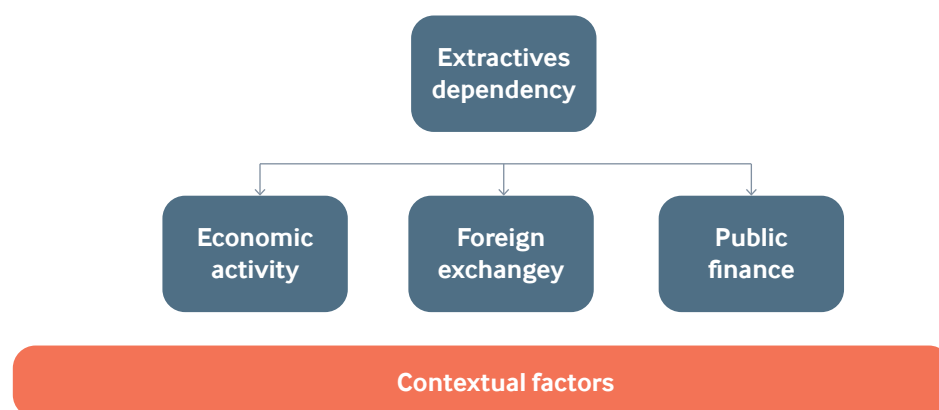 Extractives
dependency
Economic
activity
Foreign
exchangey
Public
finance
Contextual factors